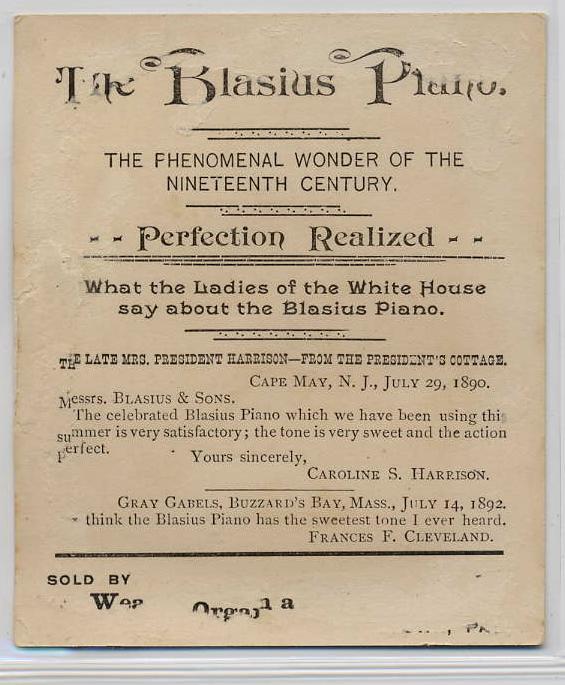 The Blasius Piano.
THE PHENOMENAL WONDER OF THE
NINETEENTH CENTURY.
Perfection Realized
What the Ladies of the White House
say about the Blasius Piano.
THE LATE MRS. PRESIDENT HARRISON—FROM THE PRESIDENT'S COTTAGE.
CAPE MAY, N. J., JULY 29, 1890.
Messrs. BLASIUS & SONS.
The celebrated Blasius Piano which we have been using this
summer is very satisfactory; the tone is very sweet and the action
perfect. Yours sincerely,
CAROLINE S. HARRISON.
GRAY GABELS, BUZZARD'S BAY, MASS., JULY 14, 1892.
think the Blasius Piano has the sweetest tone I ever heard.
FRANCES F. CLEVELAND.
SOLD BY